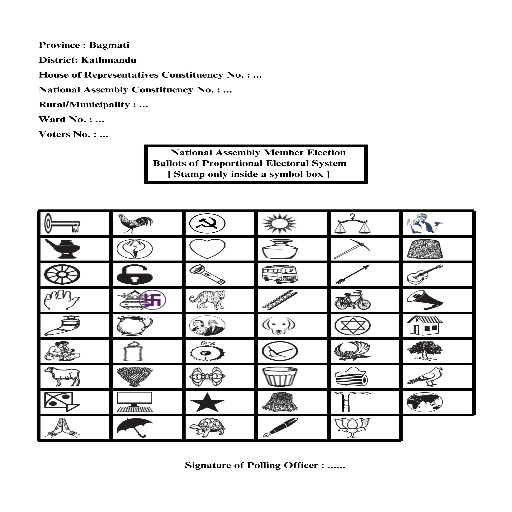 Province : Bagmati
District: Kathmandu
House of Representatives Constituency No. : ...
National Assembly Constituency No. : ...
Rural/Municipality : ...
Ward No. : ...
Voters No. : ...
National Assembly Member Election
Ballots of Proportional Electoral System
[ Stamp only inside a symbol box ]
Signature of Polling Officer : ......